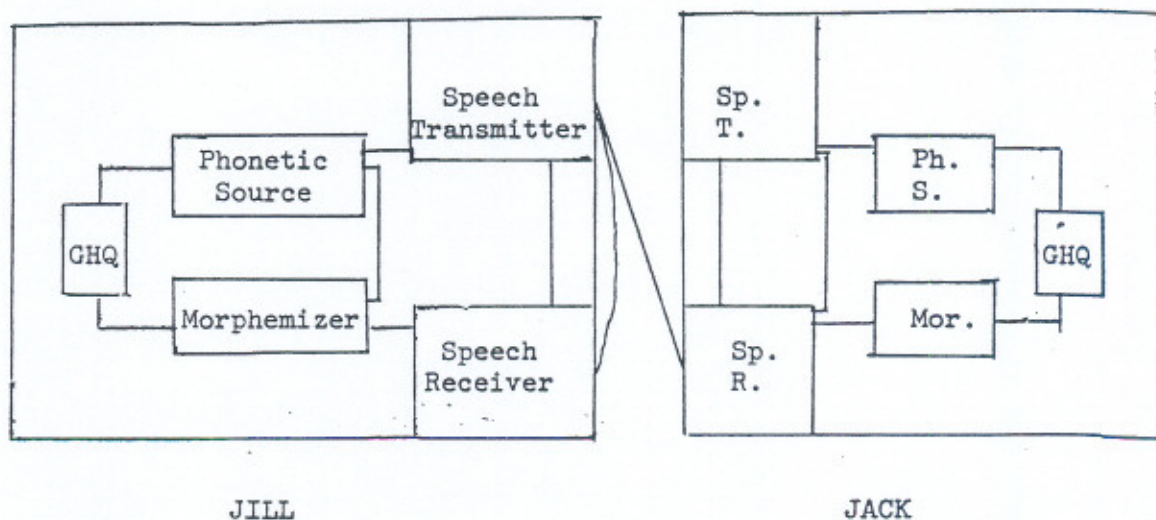 Speech
Transmitter
Phonetic
Source
GHQ
Morphemizer
Speech
Receiver
JILL
Sp.
T.
Ph.
S.
GHQ
Mor.
Sp.
R.
JACK